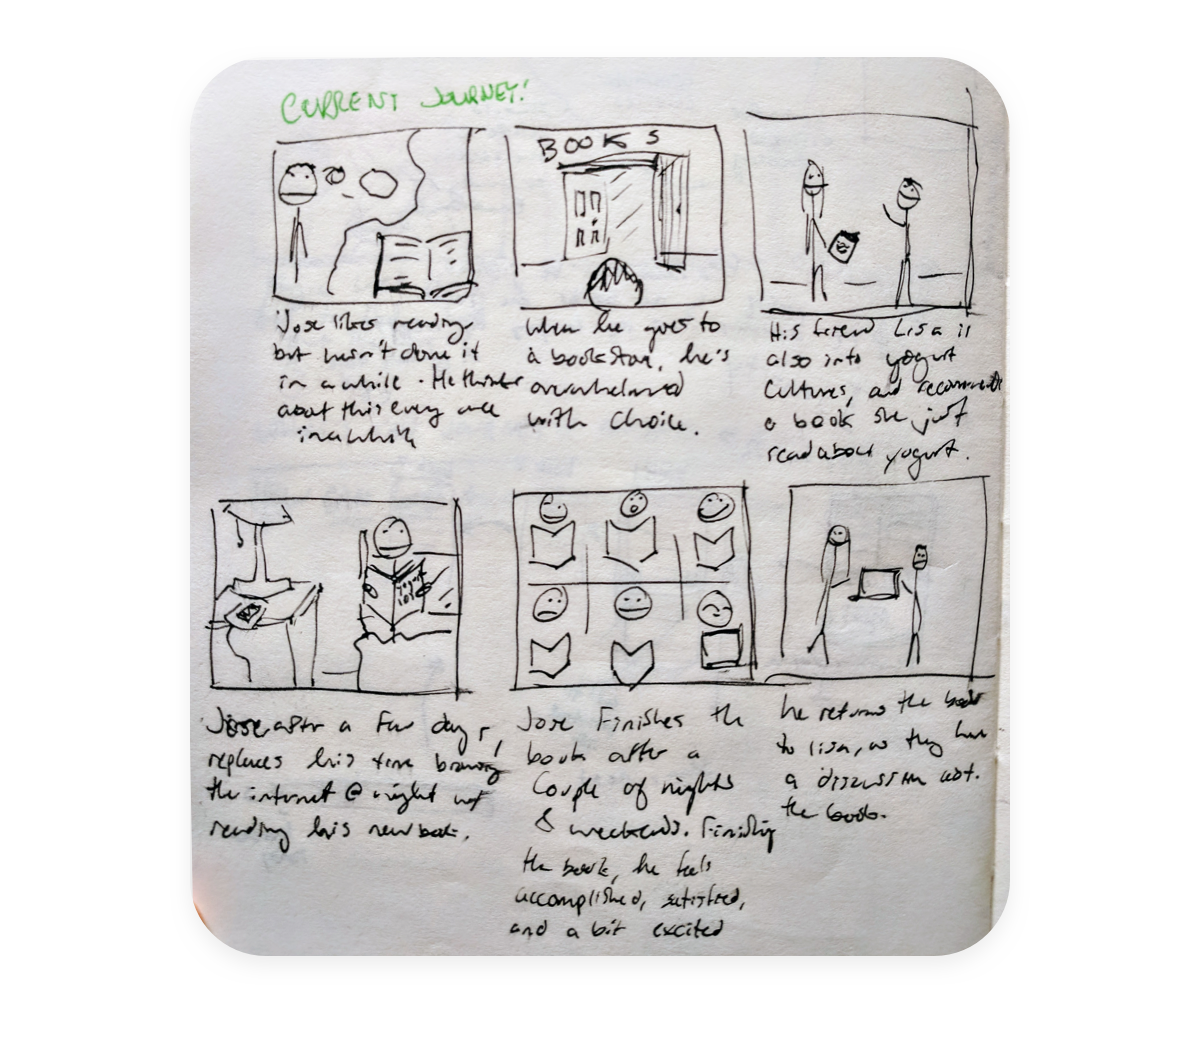 CURRENT JOURNEY!
BOOKS
Jose likes reading
but hasn't done it
in a while. He thinks
about this every once
in a while
When he goes to
a bookstore, he's
overwhelmed
with choice.
His friend Lisa is
also into yogurt
cultures, and recommends
a book she just
read about yogurt.
yogurt
101
Jose after a few days,
replaces his time browsing
the internet @ night w/
reading his new book.
Jose Finishes the
book after a
couple of nights
& weekends. Finishing
the book, he feels
accomplished, satisfied,
and a bit excited
he returns the book
to lisa, as they have
a discussion abt.
the book.